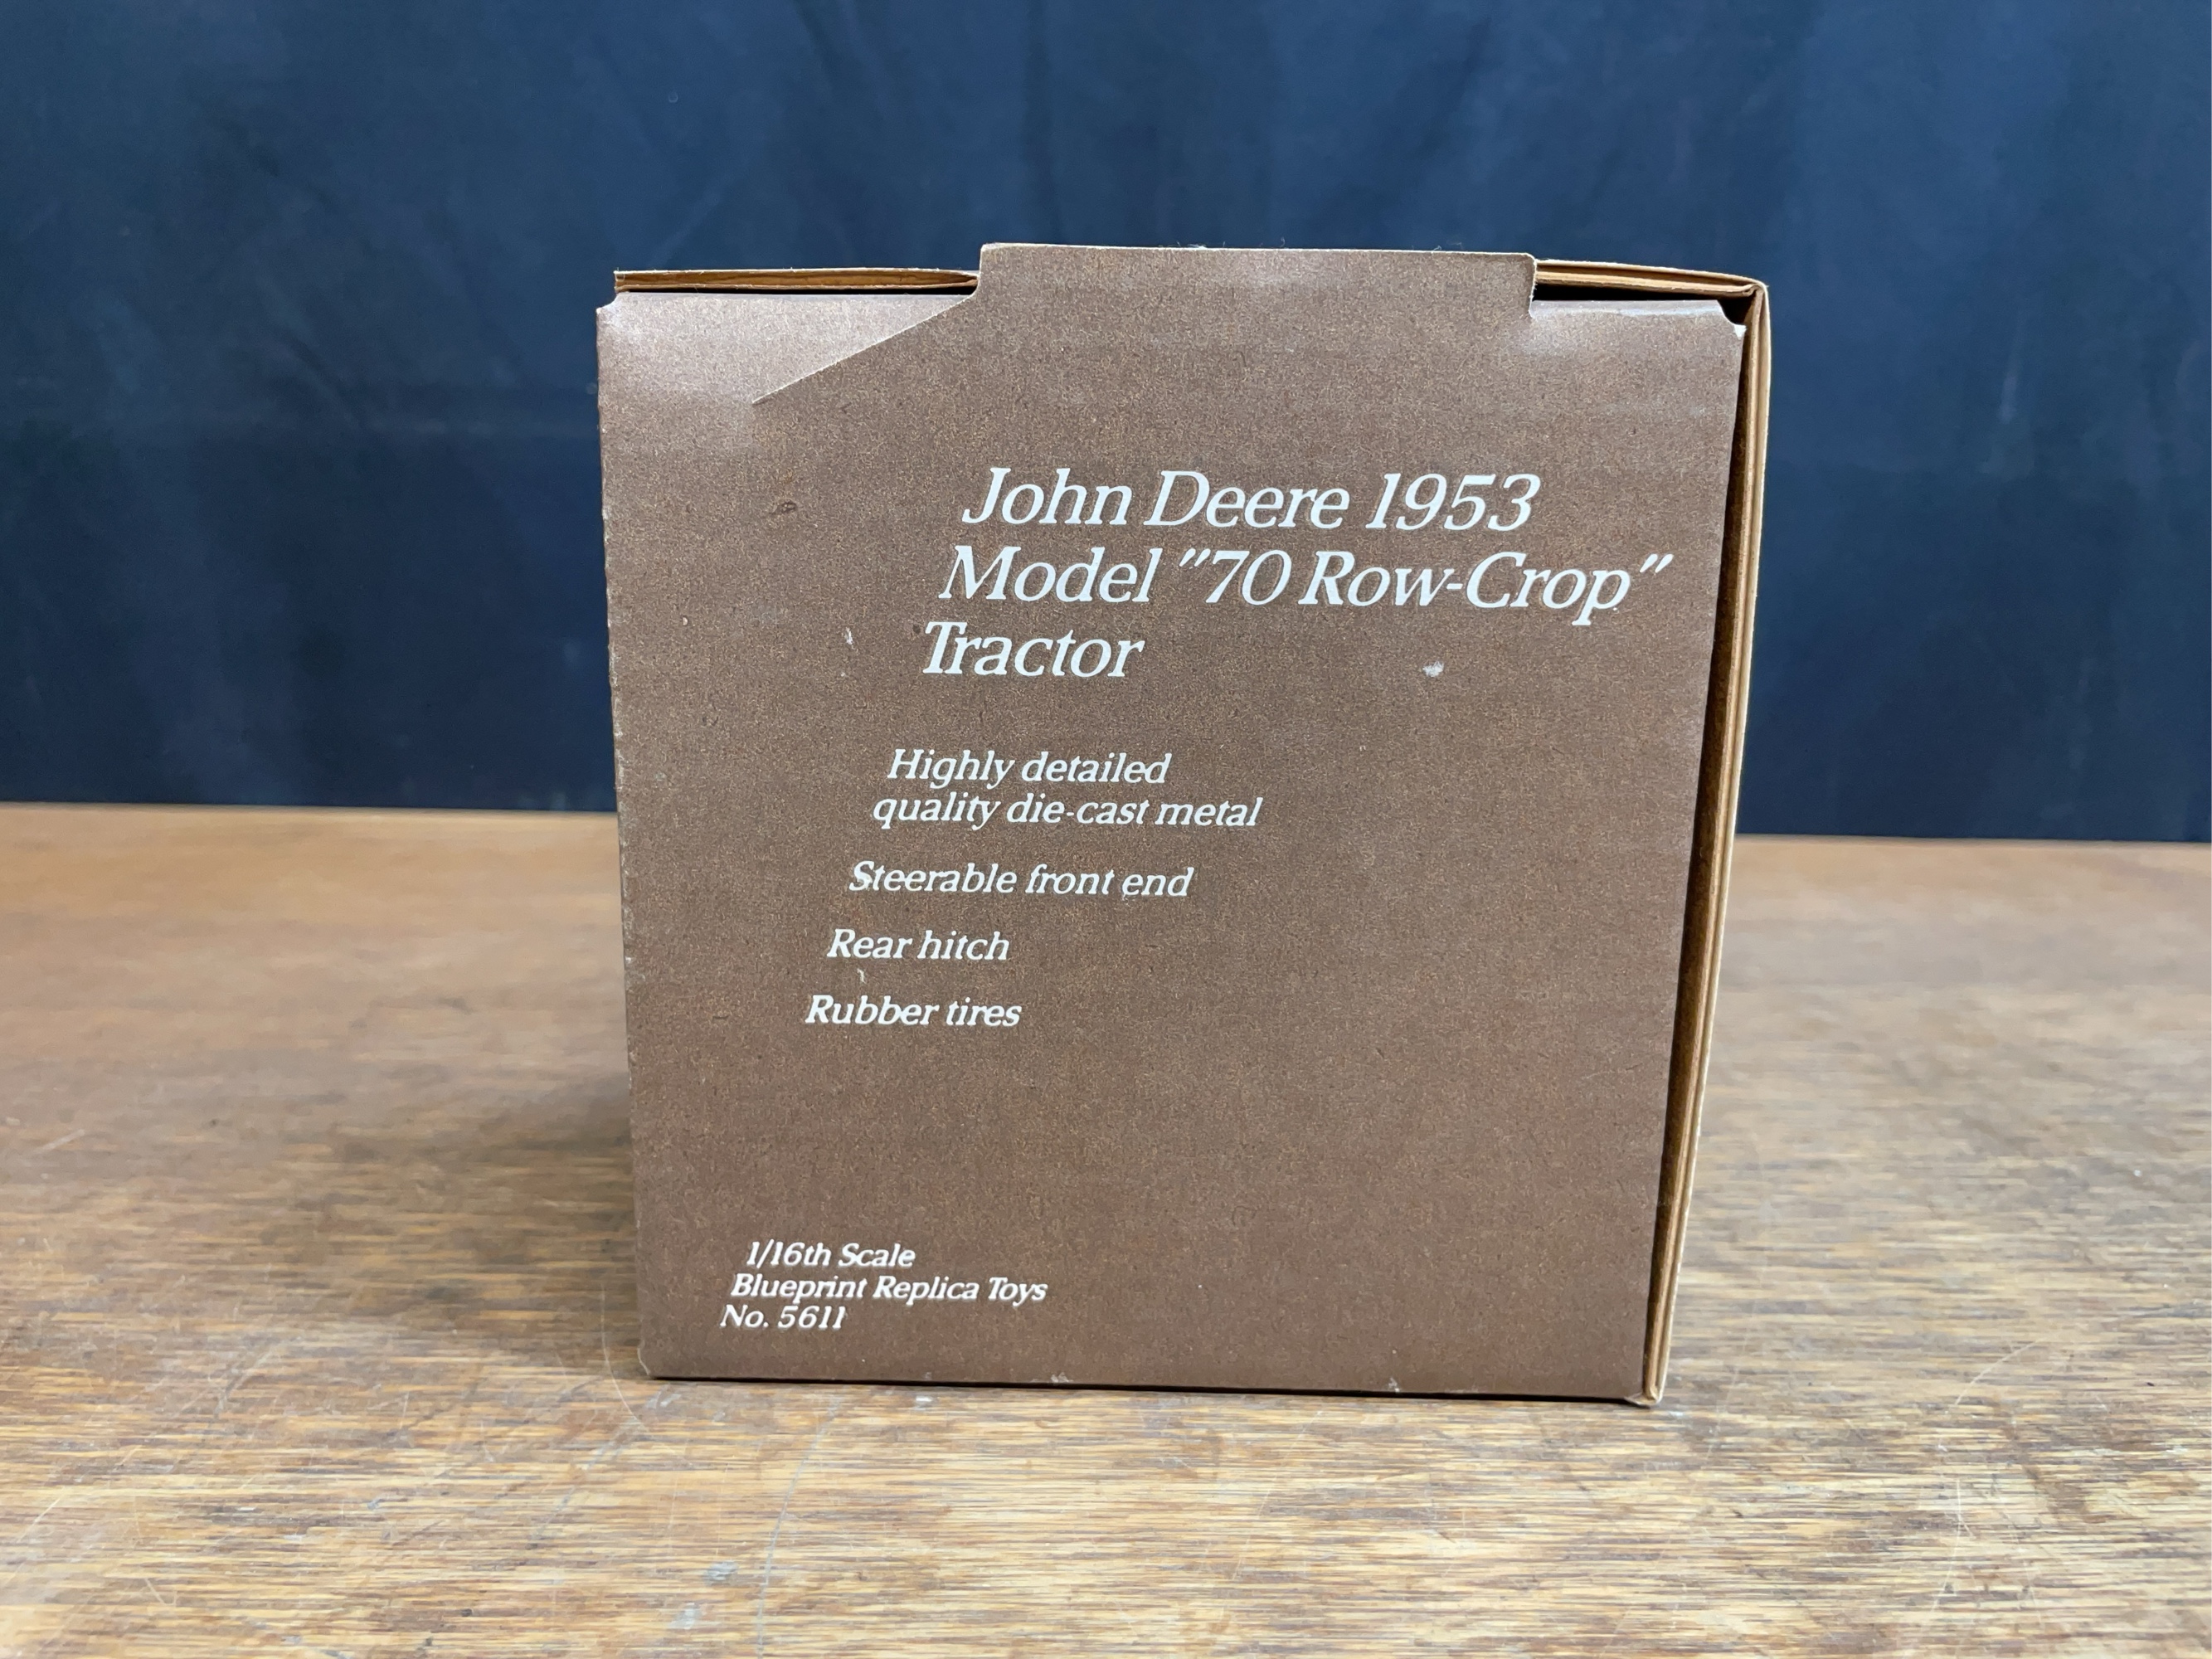 John Deere 1953
Model "70 Row-Crop"
Tractor
Highly detailed
quality die-cast metal
Steerable front end
Rear hitch
Rubber tires
1/16th Scale
Blueprint Replica Toys
No. 5611